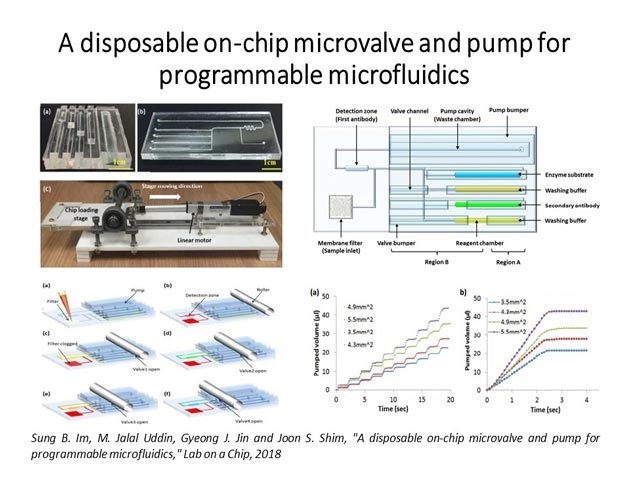 A disposable on-chip microvalve and pump for
programmable microfluidics
(a)
1cm
(b)
1cm
(C)
Stage moving direction
Chip loading
stage
Linear motor
Detection zone
(First antibody)
Valve channel
Pump cavity
(Waste chamber)
Pump bumper
Enzyme substrate
Washing buffer
Secondary antibody
Washing buffer
Membrane filter
(Sample inlet)
Valve bumper
Reagent chamber
Region B
Region A
(a)
Pump
Filter
(b)
Roller
Detection zone
(c)
Filter clogged
Valve1 open
(d)
Valve2 open
(e)
Valve3 open
(f)
Valve4 open
(a)
Pumped volume (µl)
50
40
30
20
10
0
4.9mm^2
5.5mm^2
3.5mm^2
4.3mm^2
0 5 10 15 20
Time (sec)
b)
Pumped volume (µl)
50
40
30
20
10
0
3.5mm^2
4.3mm^2
4.9mm^2
5.5mm^2
0 1 2 3 4
Time (sec)
Sung B. Im, M. Jalal Uddin, Gyeong J. Jin and Joon S. Shim, "A disposable on-chip microvalve and pump for
programmable microfluidics," Lab on a Chip, 2018